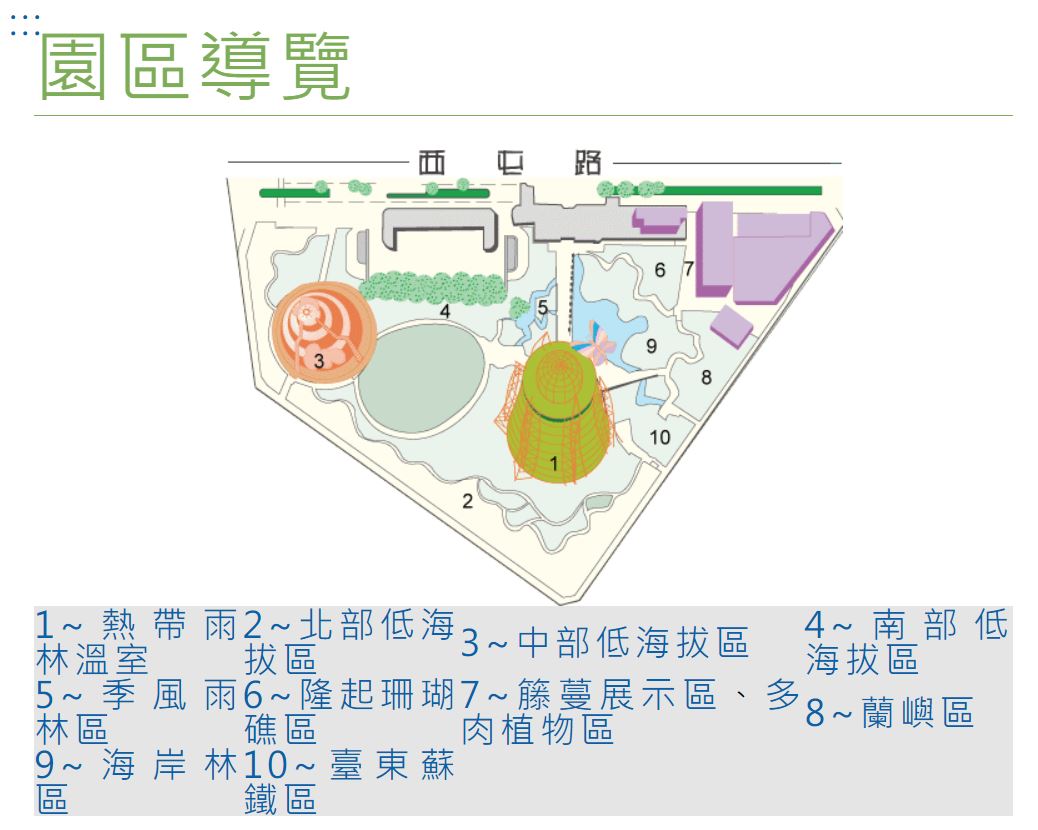 園區導覽
西屯路
6
7
5
4
9
3
8
10
1
2
1~熱帶雨林溫室
2~北部低海拔區
3~中部低海拔區
4~南部低海拔區
5~季風雨林區
6~隆起珊瑚礁區
7~籐蔓展示區、多肉植物區
8~蘭嶼區
9~海岸林區
10~臺東蘇鐵區